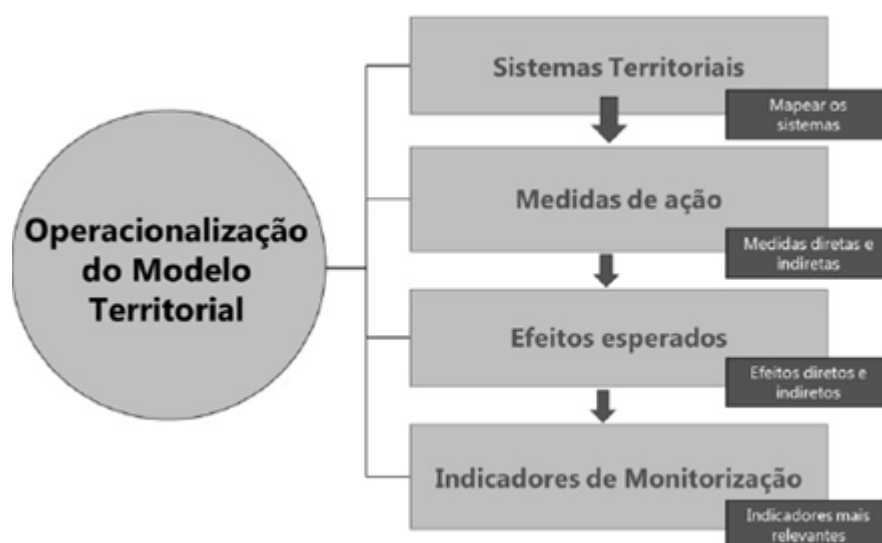 Operacionalização
do Modelo
Territorial
Sistemas Territoriais
Mapear os
sistemas
Medidas de ação
Medidas diretas e
indiretas
Efeitos esperados
Efeitos diretos e
indiretos
Indicadores de Monitorização
Indicadores mais
relevantes